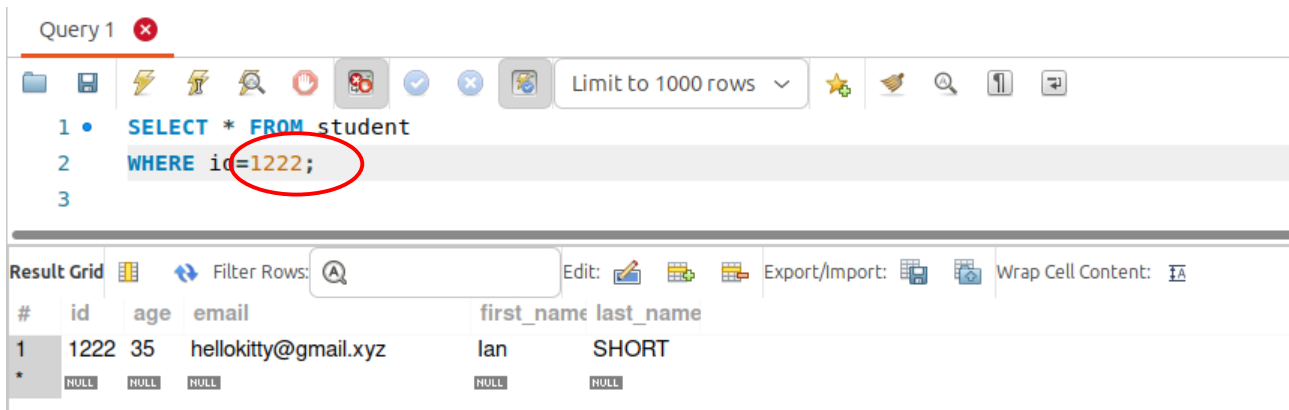 Query 1
Limit to 1000 rows
1 SELECT * FROM student
2 WHERE id=1222;
3
Result Grid Filter Rows: Edit: Export/Import: Wrap Cell Content:
# id age email first_name last_name
1 1222 35 hellokitty@gmail.xyz Ian SHORT
* NULL NULL NULL NULL NULL